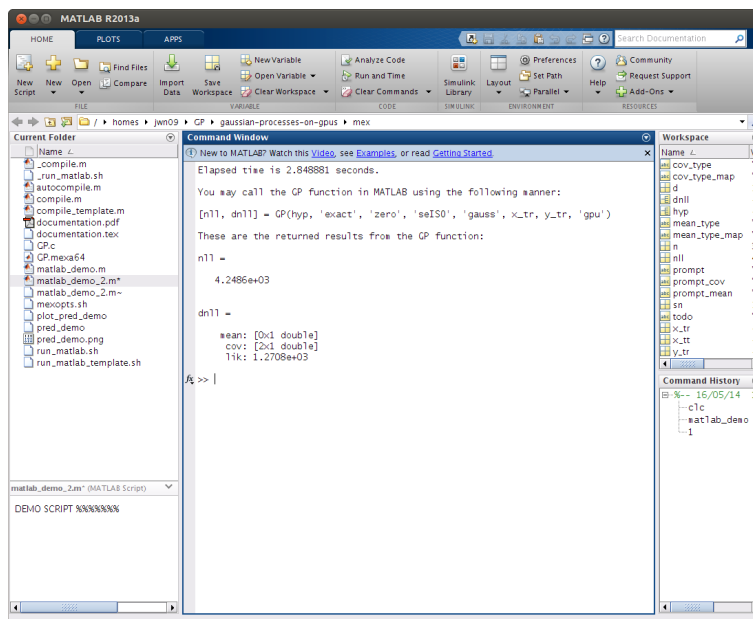 MATLAB R2013a
HOME PLOTS APPS Search Documentation
New Script New Open Find Files Compare Import Data Save Workspace New Variable Open Variable Clear Workspace Analyze Code Run and Time Clear Commands Simulink Library Layout Preferences Set Path Parallel Help Community Request Support Add-Ons
FILE VARIABLE CODE SIMULINK ENVIRONMENT RESOURCES
/ homes jwn09 GP gaussian-processes-on-gpus mex
Current Folder
Name
_compile.m
_run_matlab.sh
autocompile.m
compile.m
compile_template.m
documentation.pdf
documentation.tex
GP.c
GP.mexa64
matlab_demo.m
matlab_demo_2.m*
matlab_demo_2.m~
mexopts.sh
plot_pred_demo
pred_demo
pred_demo.png
run_matlab.sh
run_matlab_template.sh
matlab_demo_2.m* (MATLAB Script)
DEMO SCRIPT %%%%%%%
Command Window
New to MATLAB? Watch this Video, see Examples, or read Getting Started.
Elapsed time is 2.848881 seconds.
You may call the GP function in MATLAB using the following manner:
[nll, dnll] = GP(hyp, 'exact', 'zero', 'seISO', 'gauss', x_tr, y_tr, 'gpu')
These are the returned results from the GP function:
nll =
4.2486e+03
dnll =
mean: [0x1 double]
cov: [2x1 double]
lik: 1.2708e+03
fx >>
Workspace
Name
cov_type
cov_type_map
d
dnll
hyp
mean_type
mean_type_map
n
nll
prompt
prompt_cov
prompt_mean
sn
todo
x_tr
x_tt
y_tr
Command History
%-- 16/05/14
clc
matlab_demo
1